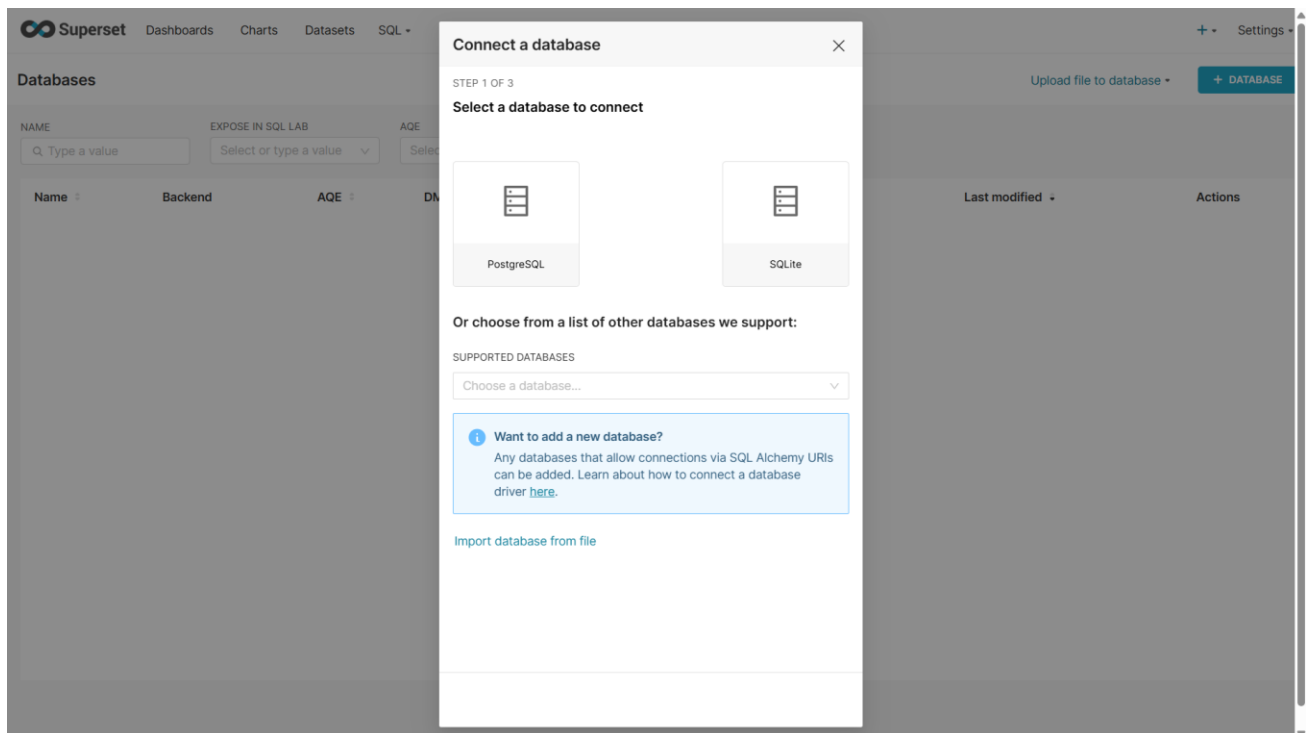 Superset Dashboards Charts Datasets SQL Settings
Connect a database
Databases
Upload file to database
+ DATABASE
STEP 1 OF 3
Select a database to connect
NAME
EXPOSE IN SQL LAB
AQE
Type a value
Select or type a value
Selec
Name
Backend
AQE
DM
Last modified
Actions
PostgreSQL
SQLite
Or choose from a list of other databases we support:
SUPPORTED DATABASES
Choose a database...
Want to add a new database?
Any databases that allow connections via SQL Alchemy URIs
can be added. Learn about how to connect a database
driver here.
Import database from file